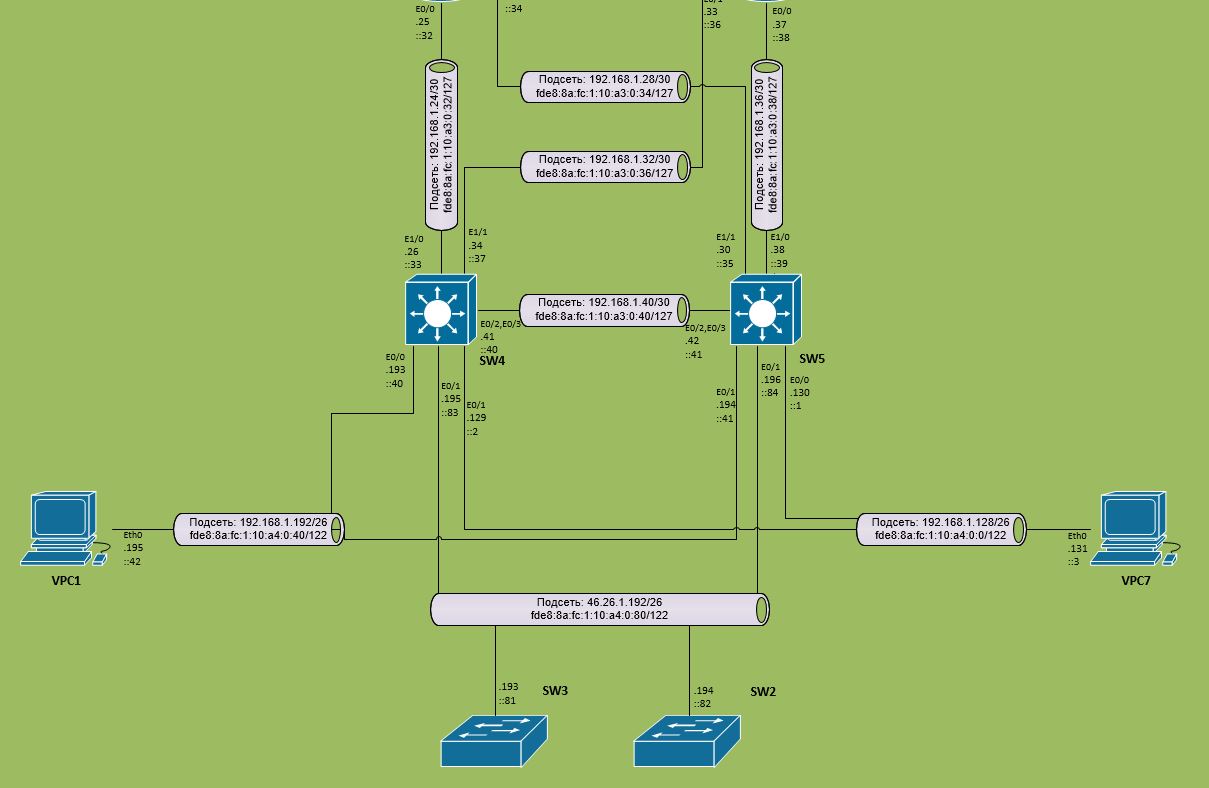 E0/0
.25
::32
::34
.33
::36
E0/0
.37
::38
Подсеть: 192.168.1.24/30
fde8:8a:fc:1:10:a3:0:32/127
Подсеть: 192.168.1.28/30
fde8:8a:fc:1:10:a3:0:34/127
Подсеть: 192.168.1.36/30
fde8:8a:fc:1:10:a3:0:38/127
Подсеть: 192.168.1.32/30
fde8:8a:fc:1:10:a3:0:36/127
E1/0
.26
::33
E1/1
.34
::37
E1/1
.30
::35
E1/0
.38
::39
Подсеть: 192.168.1.40/30
fde8:8a:fc:1:10:a3:0:40/127
E0/2,E0/3
.41
::40
SW4
E0/2,E0/3
.42
::41
SW5
E0/0
.193
::40
E0/1
.195
::83
E0/1
.129
::2
E0/1
.194
::41
E0/1
.196
::84
E0/0
.130
::1
Подсеть: 192.168.1.192/26
fde8:8a:fc:1:10:a4:0:40/122
Eth0
.195
::42
VPC1
Подсеть: 192.168.1.128/26
fde8:8a:fc:1:10:a4:0:0/122
Eth0
.131
::3
VPC7
Подсеть: 46.26.1.192/26
fde8:8a:fc:1:10:a4:0:80/122
.193
::81
SW3
.194
::82
SW2